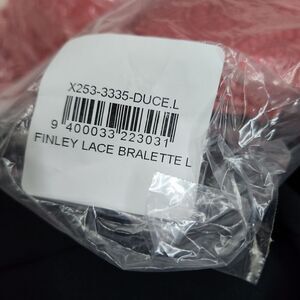 X253-3335-DUCE.L
9 400033 223031
FINLEY LACE BRALETTE L